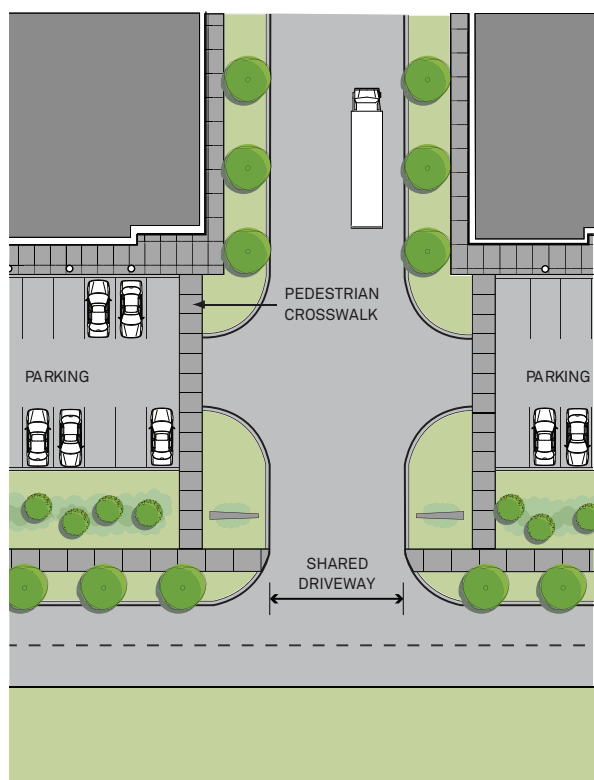 PEDESTRIAN
CROSSWALK
PARKING
PARKING
SHARED
DRIVEWAY